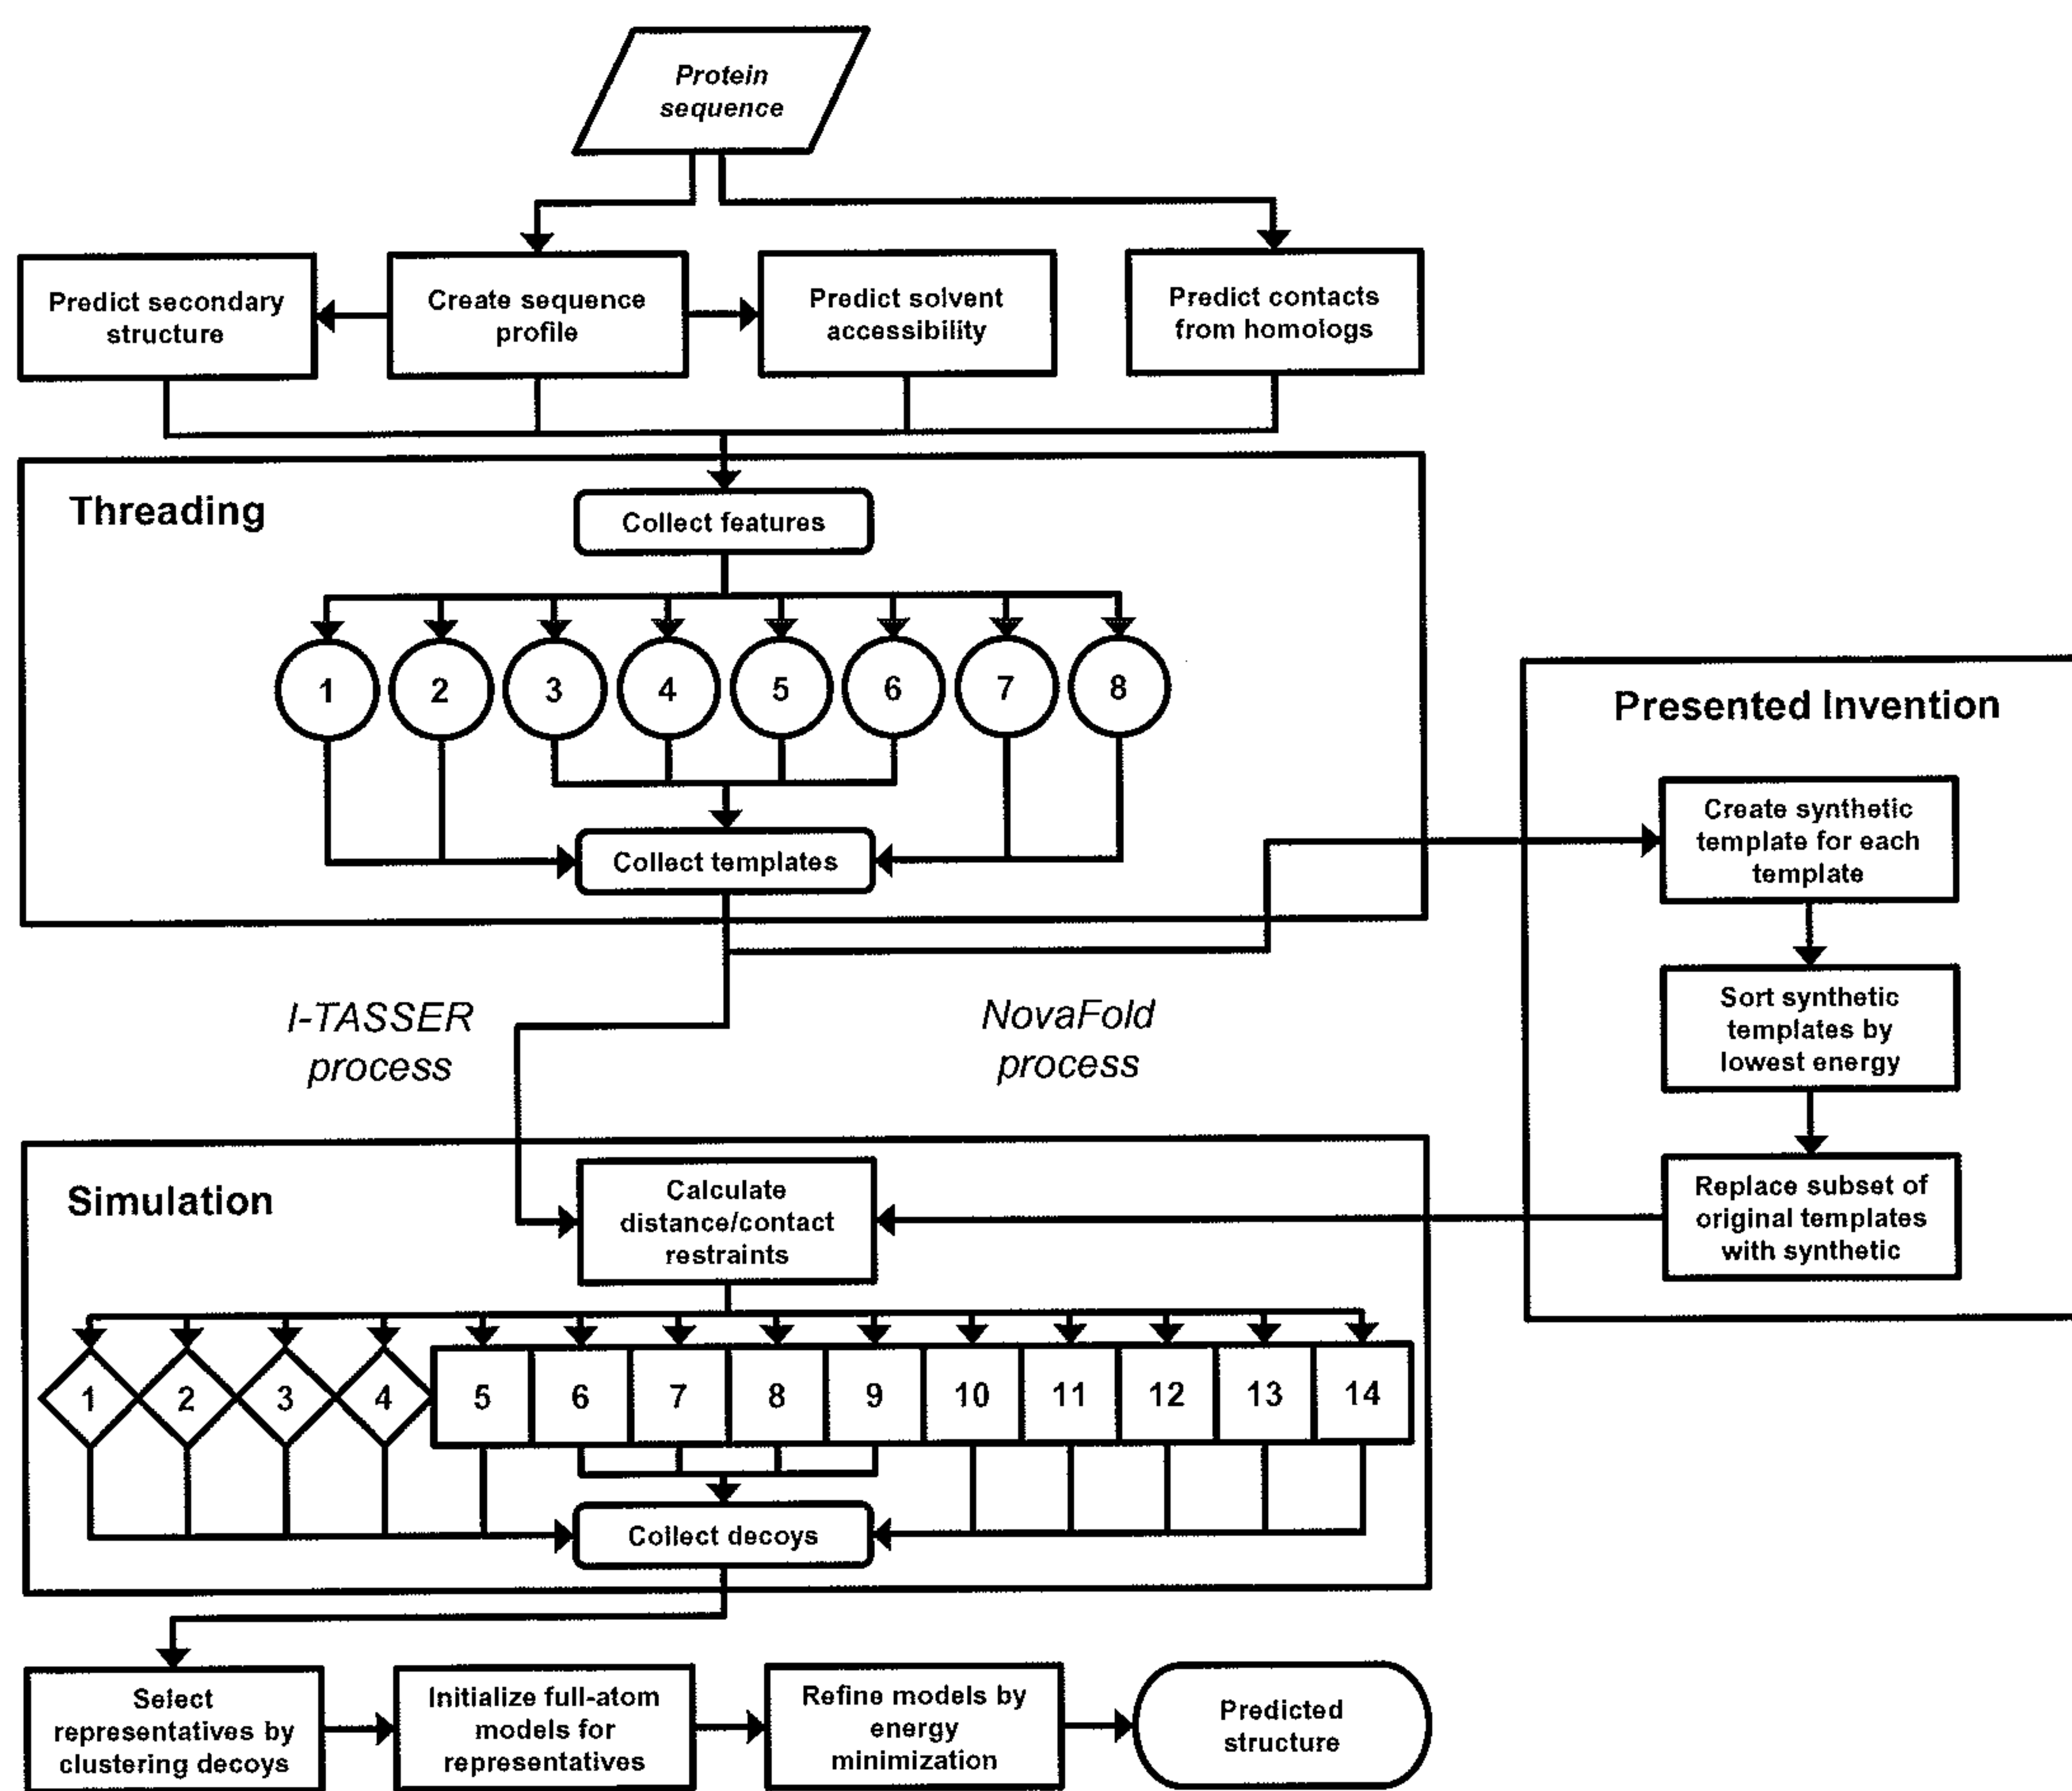 Protein
sequence
Predict secondary
structure
Create sequence
profile
Predict solvent
accessibility
Predict contacts
from homologs
Threading
Collect features
1 2 3 4 5 6 7 8
Collect templates
Presented Invention
Create synthetic
template for each
template
Sort synthetic
templates by
lowest energy
Replace subset of
original templates
with synthetic
I-TASSER
process
NovaFold
process
Simulation
Calculate
distance/contact
restraints
1 2 3 4 5 6 7 8 9 10 11 12 13 14
Collect decoys
Select
representatives by
clustering decoys
Initialize full-atom
models for
representatives
Refine models by
energy
minimization
Predicted
structure